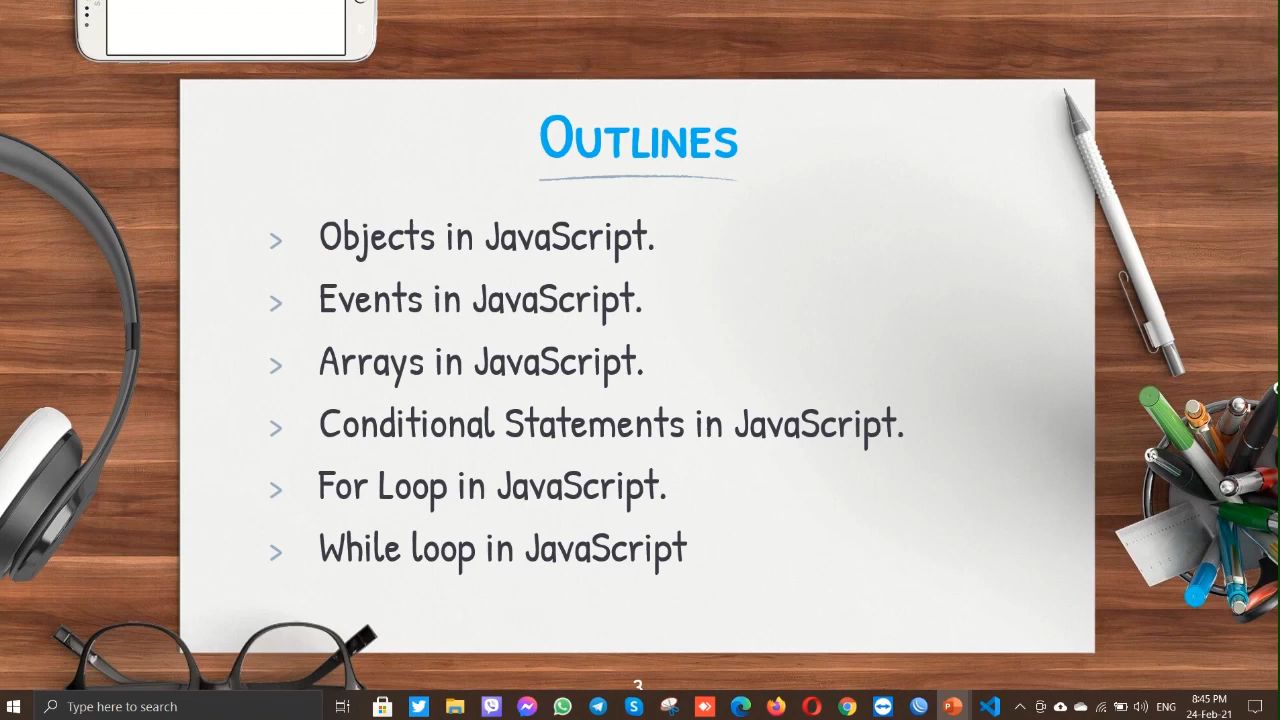 OUTLINES
> Objects in JavaScript.
> Events in JavaScript.
> Arrays in JavaScript.
> Conditional Statements in JavaScript.
> For Loop in JavaScript.
> While loop in JavaScript
3
Type here to search
ENG
8:45 PM
24-Feb-21